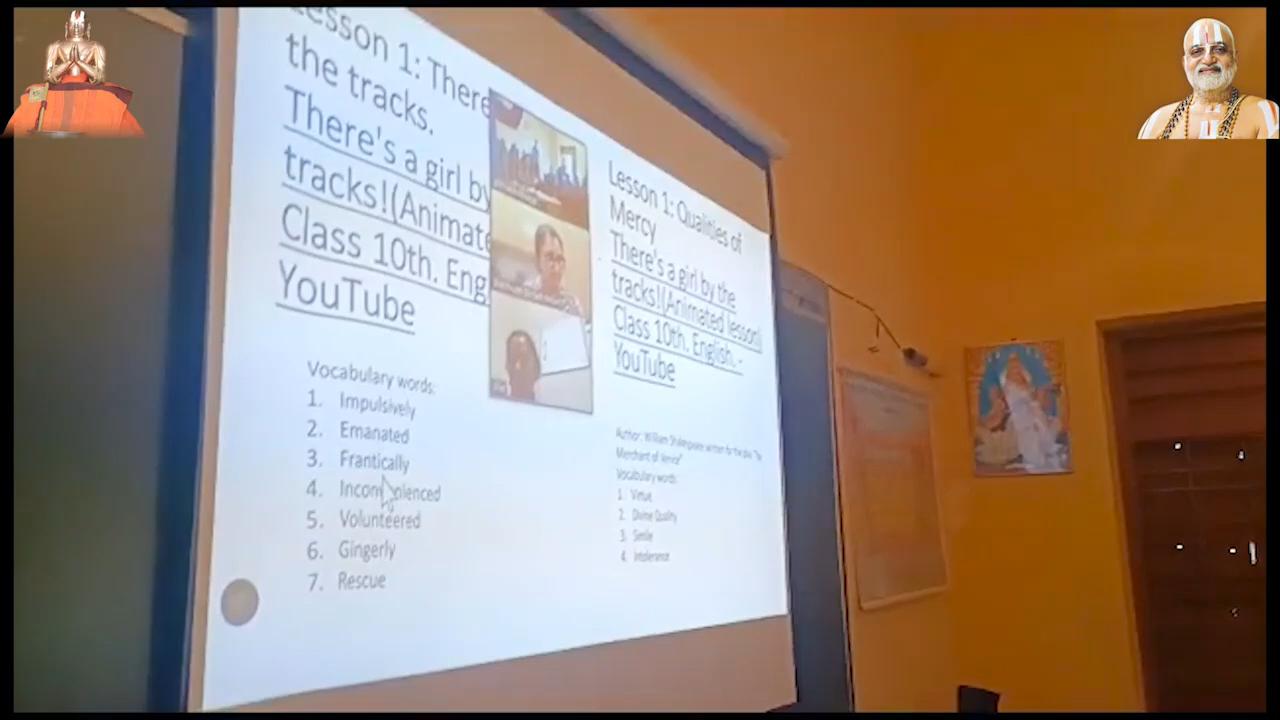 Lesson 1: There
the tracks.
There's a girl by
tracks!(Animate
Class 10th. Eng
YouTube
Vocabulary words:
1. Impulsively
2. Emanated
3. Frantically
4. Incon ienced
5. Volunteered
6. Gingerly
7. Rescue
Lesson 1: Qualities of
Mercy
There's a girl by the
tracks!(Animated lesson)
Class 10th. English. -
YouTube
Author: William Shakespeare written for the play "
Merchant of Venice"
Vocabulary words:
1. Virtue
2. Divine Quality
3. Smile
4. Intolerance